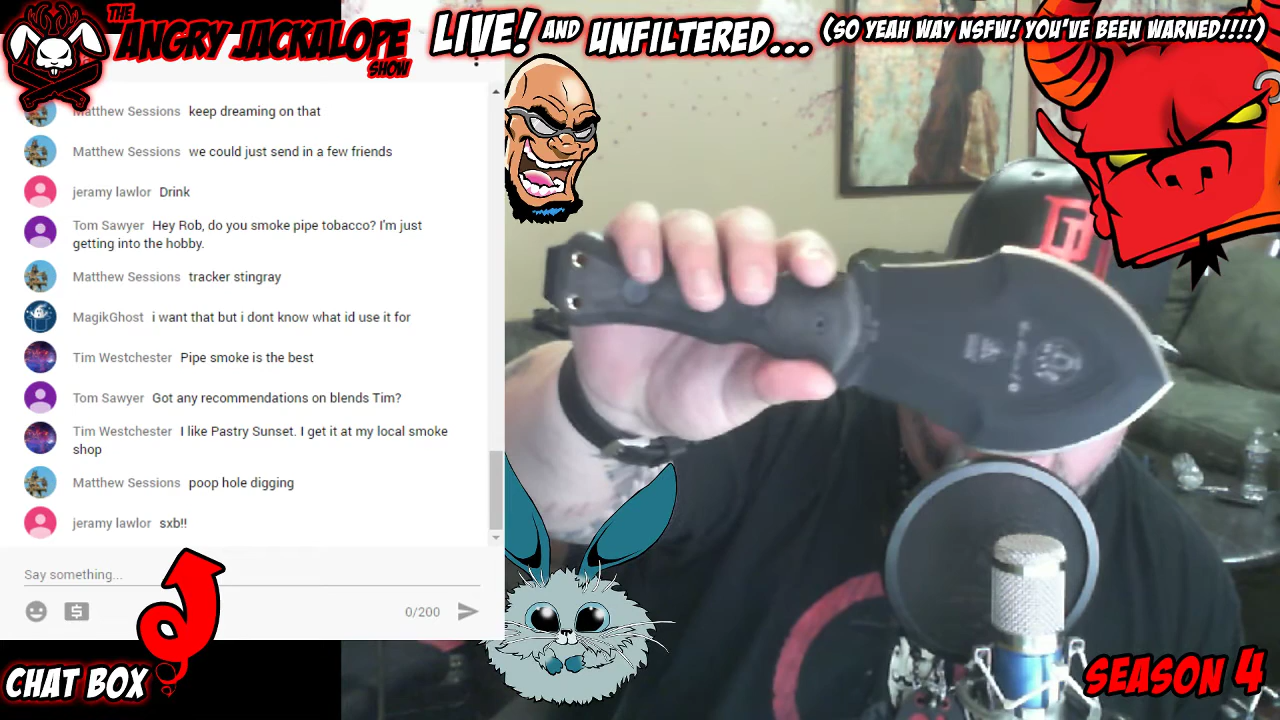 THE
ANGRY JACKALOPE
SHOW
LIVE! AND UNFILTERED... (SO YEAH WAY NSFW! YOU'VE BEEN WARNED!!!!)
Matthew Sessions keep dreaming on that
Matthew Sessions we could just send in a few friends
jeramy lawlor Drink
Tom Sawyer Hey Rob, do you smoke pipe tobacco? I'm just
getting into the hobby.
Matthew Sessions tracker stingray
MagikGhost i want that but i dont know what id use it for
Tim Westchester Pipe smoke is the best
Tom Sawyer Got any recommendations on blends Tim?
Tim Westchester I like Pastry Sunset. I get it at my local smoke
shop
Matthew Sessions poop hole digging
jeramy lawlor sxb!!
Say something...
0/200
CHAT BOX
SEASON 4